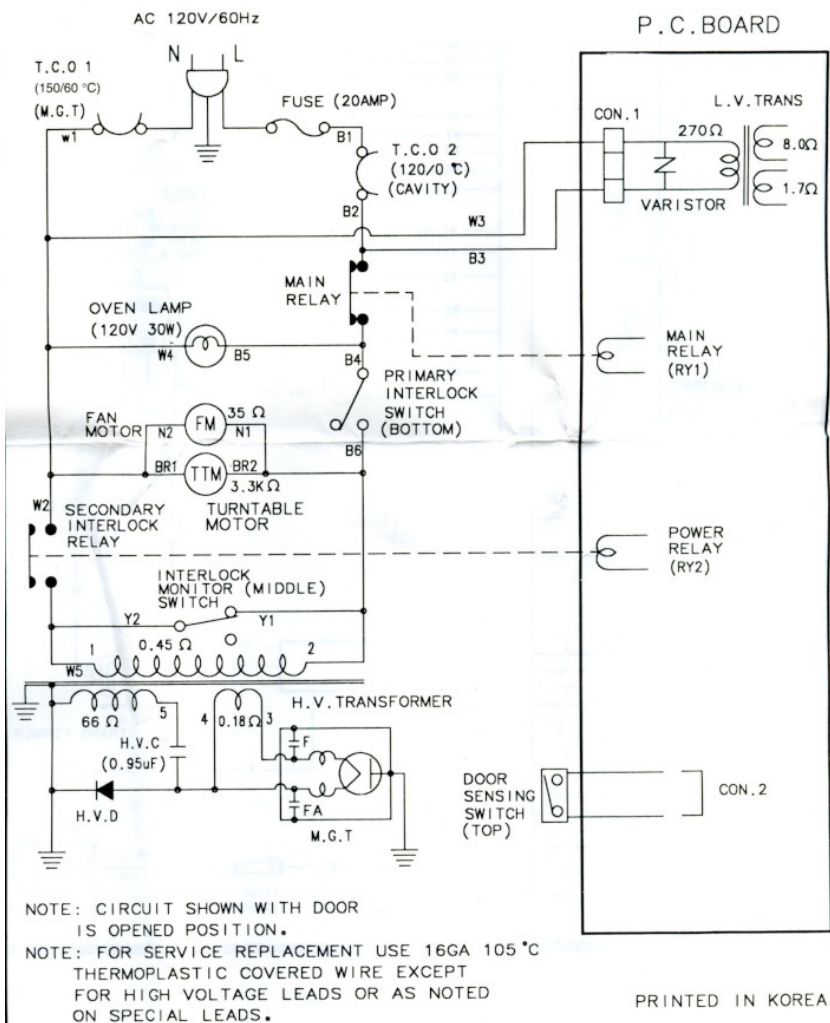 AC 120V/60Hz
P.C.BOARD
N
L
T.C.O 1
(150/60 °C)
(M.G.T)
W1
FUSE (20AMP)
B1
T.C.O 2
(120/0 ℃)
(CAVITY)
B2
CON.1
L.V.TRANS
270Ω
8.0Ω
1.7Ω
VARISTOR
W3
B3
MAIN
RELAY
OVEN LAMP
(120V 30W)
W4
B5
B4
MAIN
RELAY
(RY1)
PRIMARY
INTERLOCK
SWITCH
(BOTTOM)
B6
FAN
MOTOR
35 Ω
FM
N2
N1
BR1
TTM
BR2
3.3KΩ
TURNTABLE
MOTOR
W2
SECONDARY
INTERLOCK
RELAY
POWER
RELAY
(RY2)
INTERLOCK
MONITOR (MIDDLE)
SWITCH
Y2
Y1
1
0.45 Ω
2
W5
H.V.TRANSFORMER
66 Ω
5
4
0.18Ω
3
H.V.C
(0.95uF)
F
FA
H.V.D
M.G.T
DOOR
SENSING
SWITCH
(TOP)
CON.2
NOTE: CIRCUIT SHOWN WITH DOOR
IS OPENED POSITION.
NOTE: FOR SERVICE REPLACEMENT USE 16GA 105℃
THERMOPLASTIC COVERED WIRE EXCEPT
FOR HIGH VOLTAGE LEADS OR AS NOTED
ON SPECIAL LEADS.
PRINTED IN KOREA